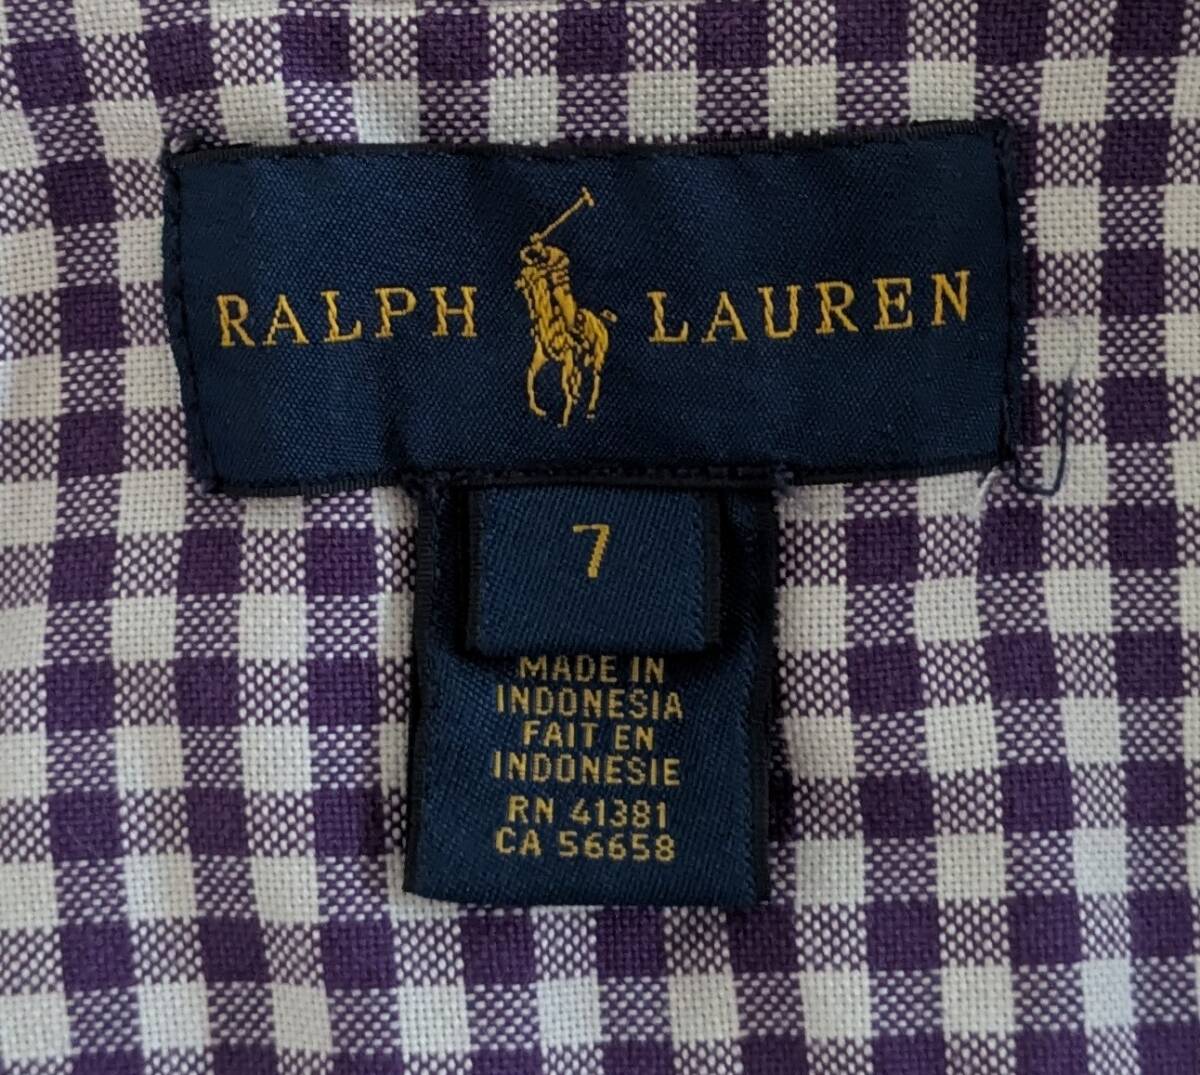 RALPH LAUREN
7
MADE IN
INDONESIA
FAIT EN
INDONESIE
RN 41381
CA 56658